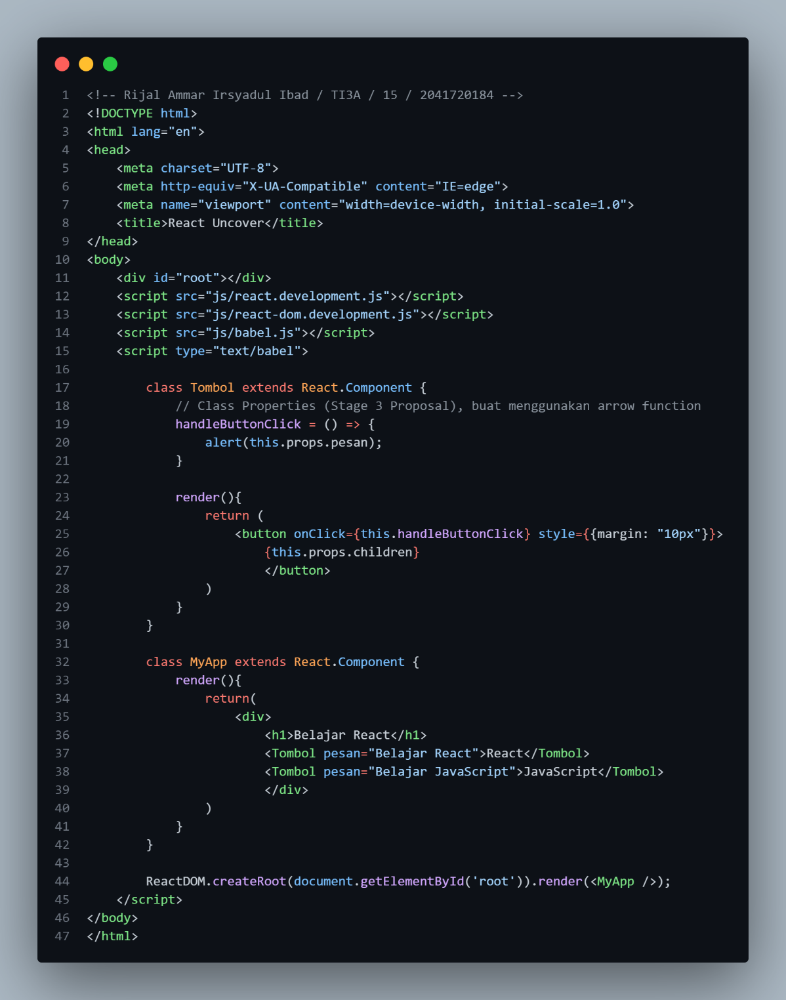 1 <!-- Rijal Ammar Irsyadul Ibad / TI3A / 15 / 2041720184 -->
2 <!DOCTYPE html>
3 <html lang="en">
4 <head>
5     <meta charset="UTF-8">
6     <meta http-equiv="X-UA-Compatible" content="IE=edge">
7     <meta name="viewport" content="width=device-width, initial-scale=1.0">
8     <title>React Uncover</title>
9 </head>
10 <body>
11     <div id="root"></div>
12     <script src="js/react.development.js"></script>
13     <script src="js/react-dom.development.js"></script>
14     <script src="js/babel.js"></script>
15     <script type="text/babel">
16
17         class Tombol extends React.Component {
18             // Class Properties (Stage 3 Proposal), buat menggunakan arrow function
19             handleButtonClick = () => {
20                 alert(this.props.pesan);
21             }
22
23             render(){
24                 return (
25                     <button onClick={this.handleButtonClick} style={{margin: "10px"}}>
26                         {this.props.children}
27                         </button>
28                 )
29             }
30         }
31
32         class MyApp extends React.Component {
33             render(){
34                 return(
35                     <div>
36                         <h1>Belajar React</h1>
37                         <Tombol pesan="Belajar React">React</Tombol>
38                         <Tombol pesan="Belajar JavaScript">JavaScript</Tombol>
39                         </div>
40                 )
41             }
42         }
43
44         ReactDOM.createRoot(document.getElementById('root')).render(<MyApp />);
45     </script>
46 </body>
47 </html>